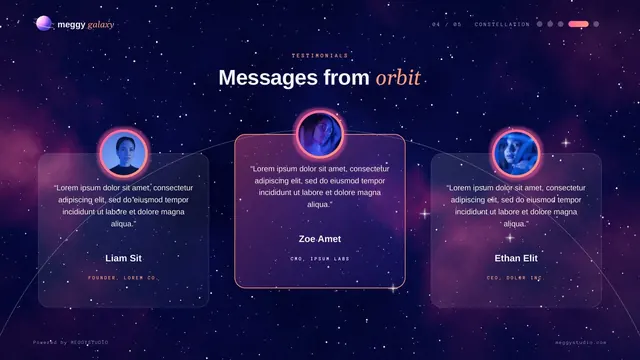 meggy galaxy
04 / 05 CONSTELLATION
TESTIMONIALS
Messages from orbit
"Lorem ipsum dolor sit amet, consectetur
adipiscing elit, sed do eiusmod tempor
incididunt ut labore et dolore magna
aliqua."
Liam Sit
FOUNDER, LOREM CO.
"Lorem ipsum dolor sit amet, consectetur
adipiscing elit, sed do eiusmod tempor
incididunt ut labore et dolore magna
aliqua."
Zoe Amet
CMO, IPSUM LABS
"Lorem ipsum dolor sit amet, consectetur
adipiscing elit, sed do eiusmod tempor
incididunt ut labore et dolore magna
aliqua."
Ethan Elit
CEO, DOLOR INC.
Powered by MEGGYSTUDIO
meggystudio.com